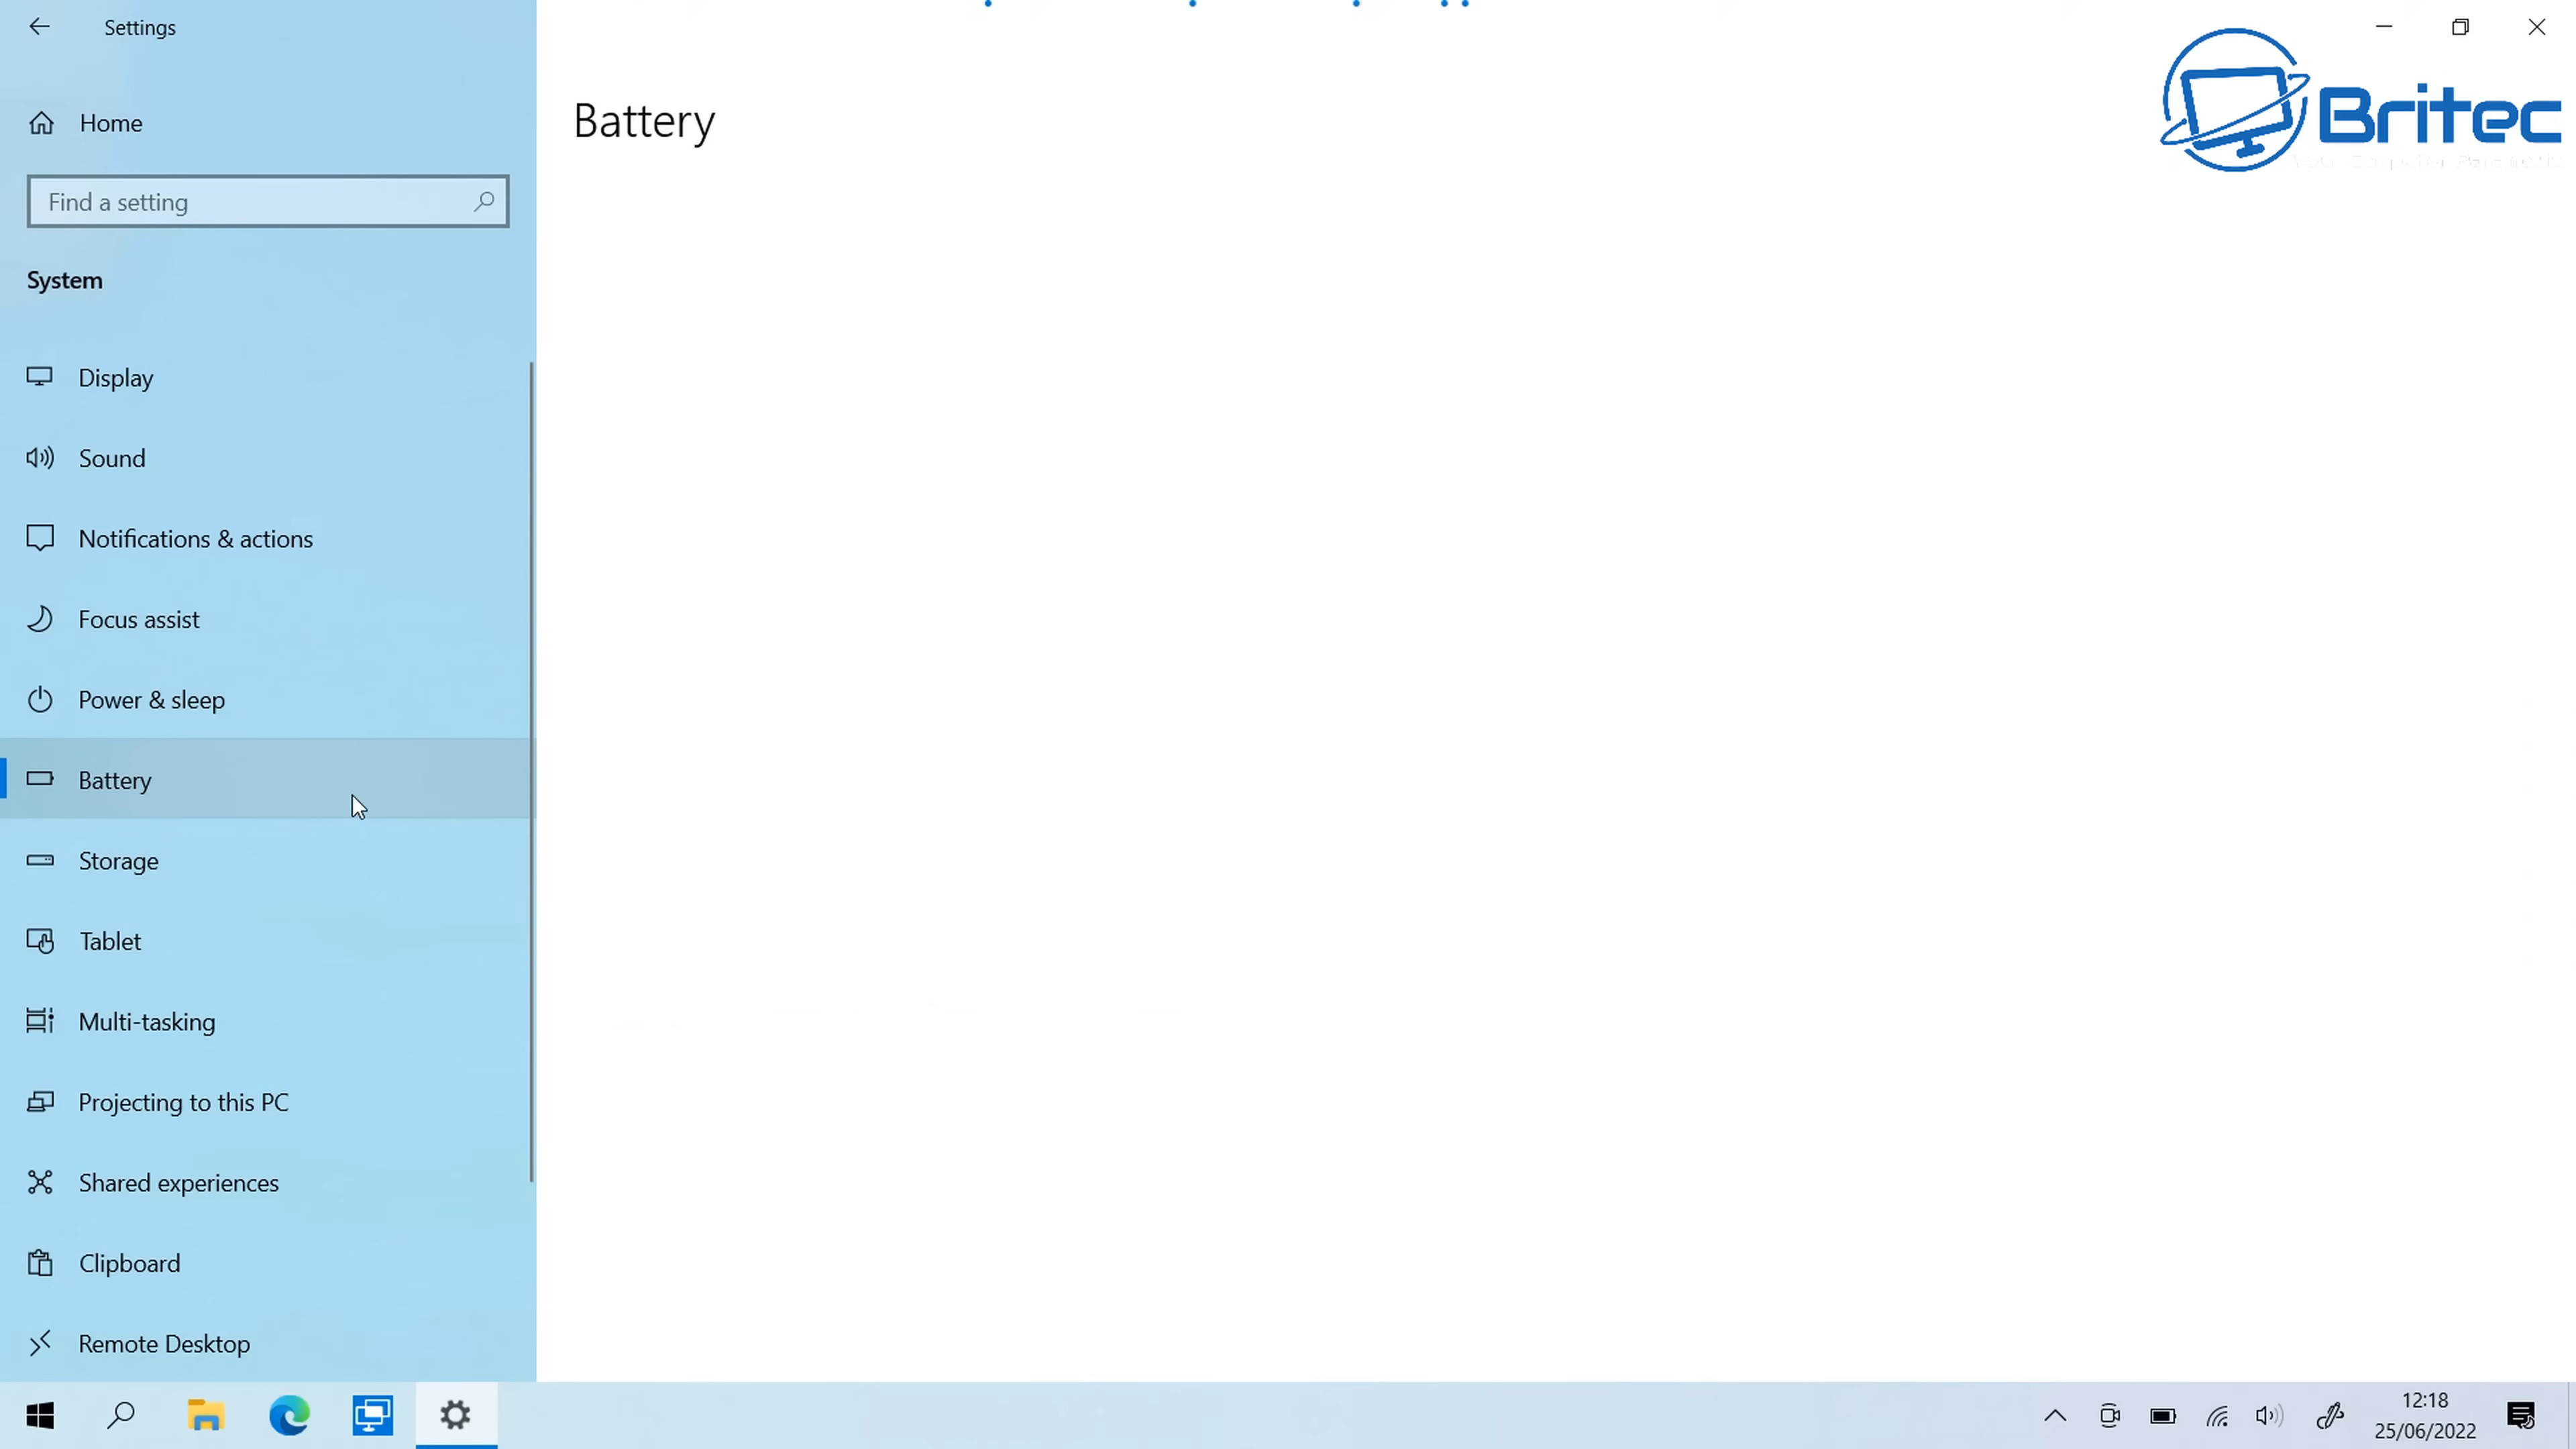 Settings
Home
Find a setting
System
Display
Sound
Notifications & actions
Focus assist
Power & sleep
Battery
Storage
Tablet
Multi-tasking
Projecting to this PC
Shared experiences
Clipboard
Remote Desktop
Battery
Britec
12:18
25/06/2022